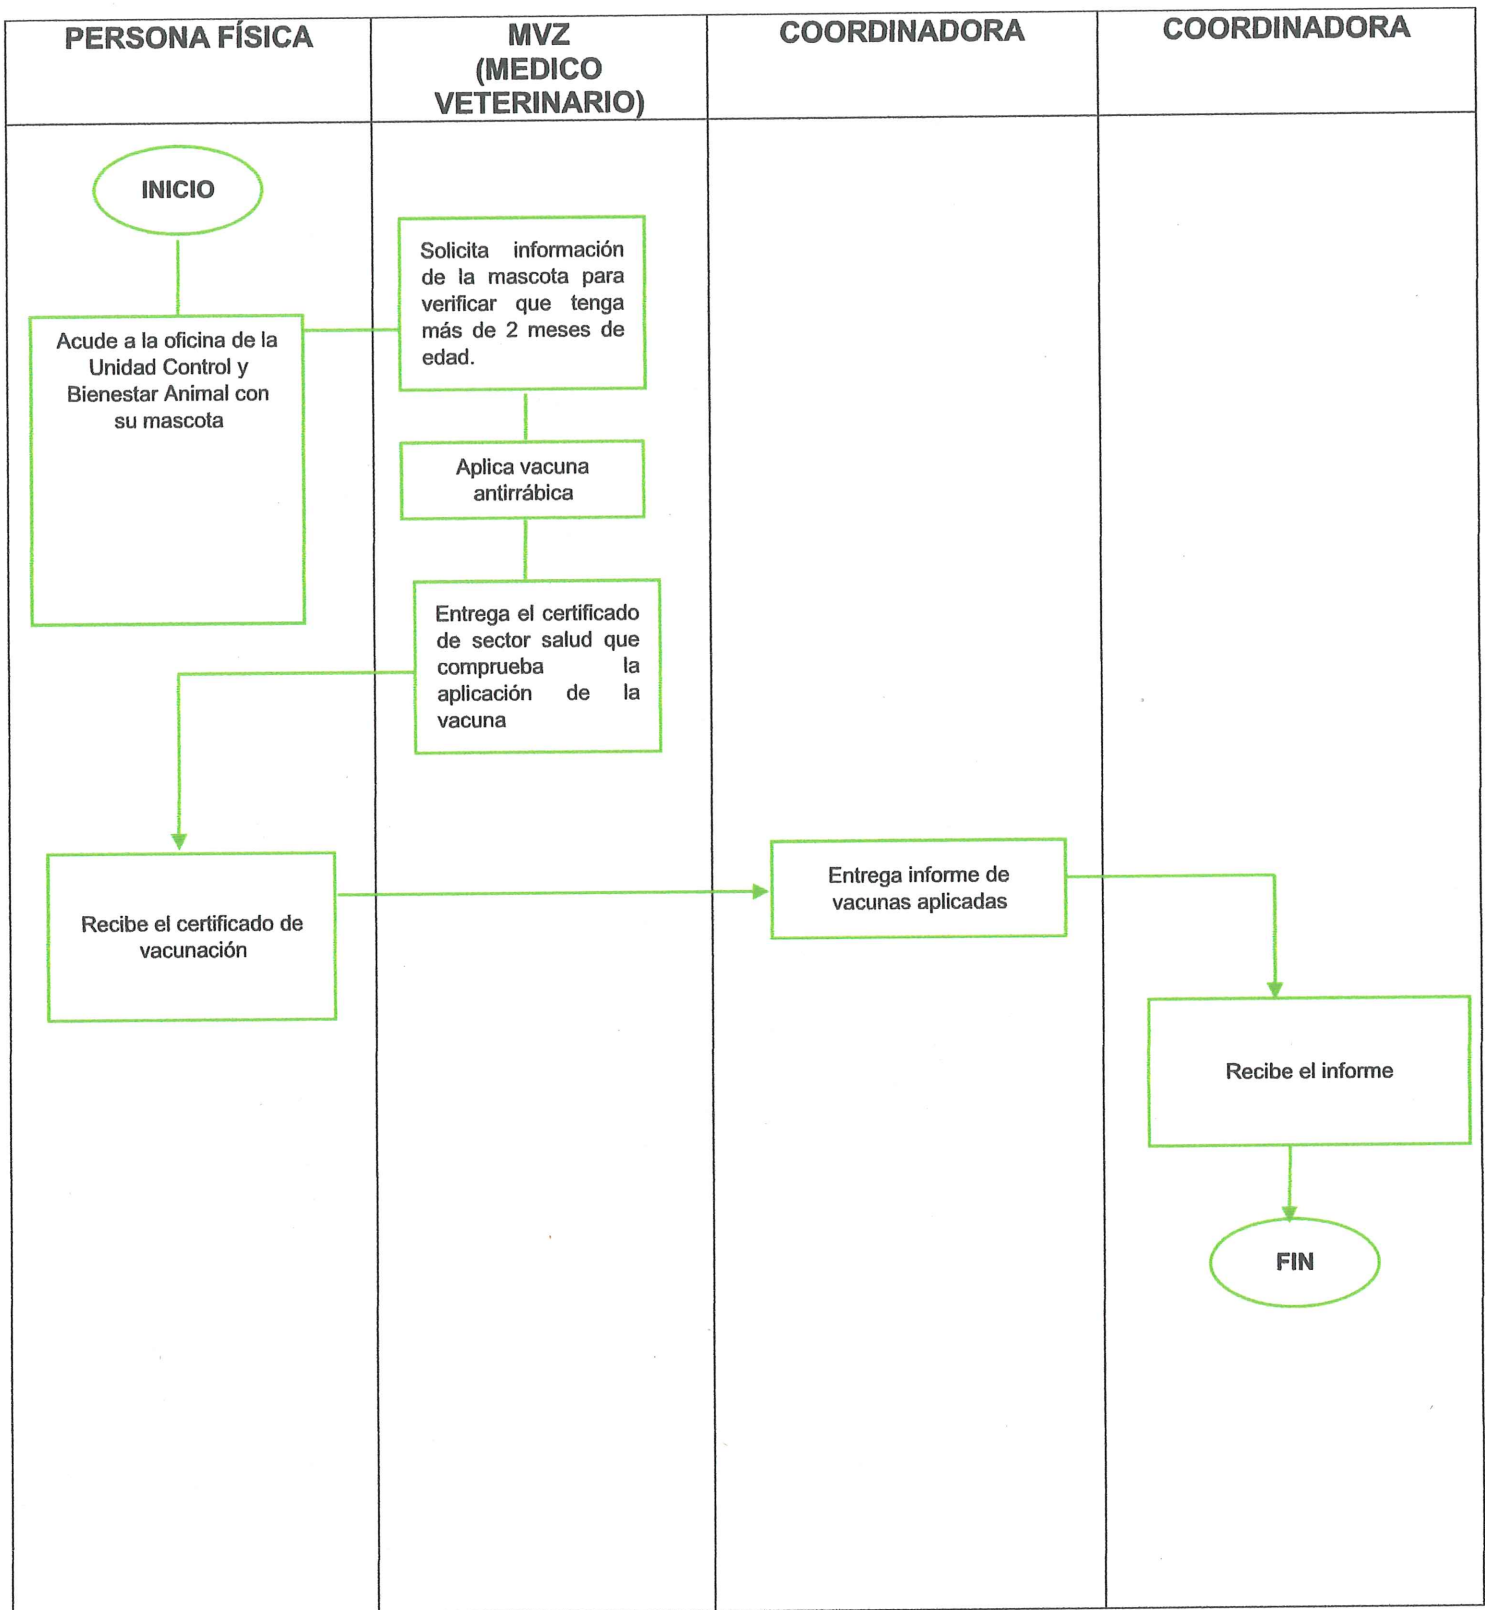 PERSONA FÍSICA
MVZ
(MEDICO
VETERINARIO)
COORDINADORA
COORDINADORA
INICIO
Solicita información
de la mascota para
verificar que tenga
más de 2 meses de
edad.
Acude a la oficina de la
Unidad Control y
Bienestar Animal con
su mascota
Aplica vacuna
antirrábica
Entrega el certificado
de sector salud que
comprueba la
aplicación de la
vacuna
Recibe el certificado de
vacunación
Entrega informe de
vacunas aplicadas
Recibe el informe
FIN